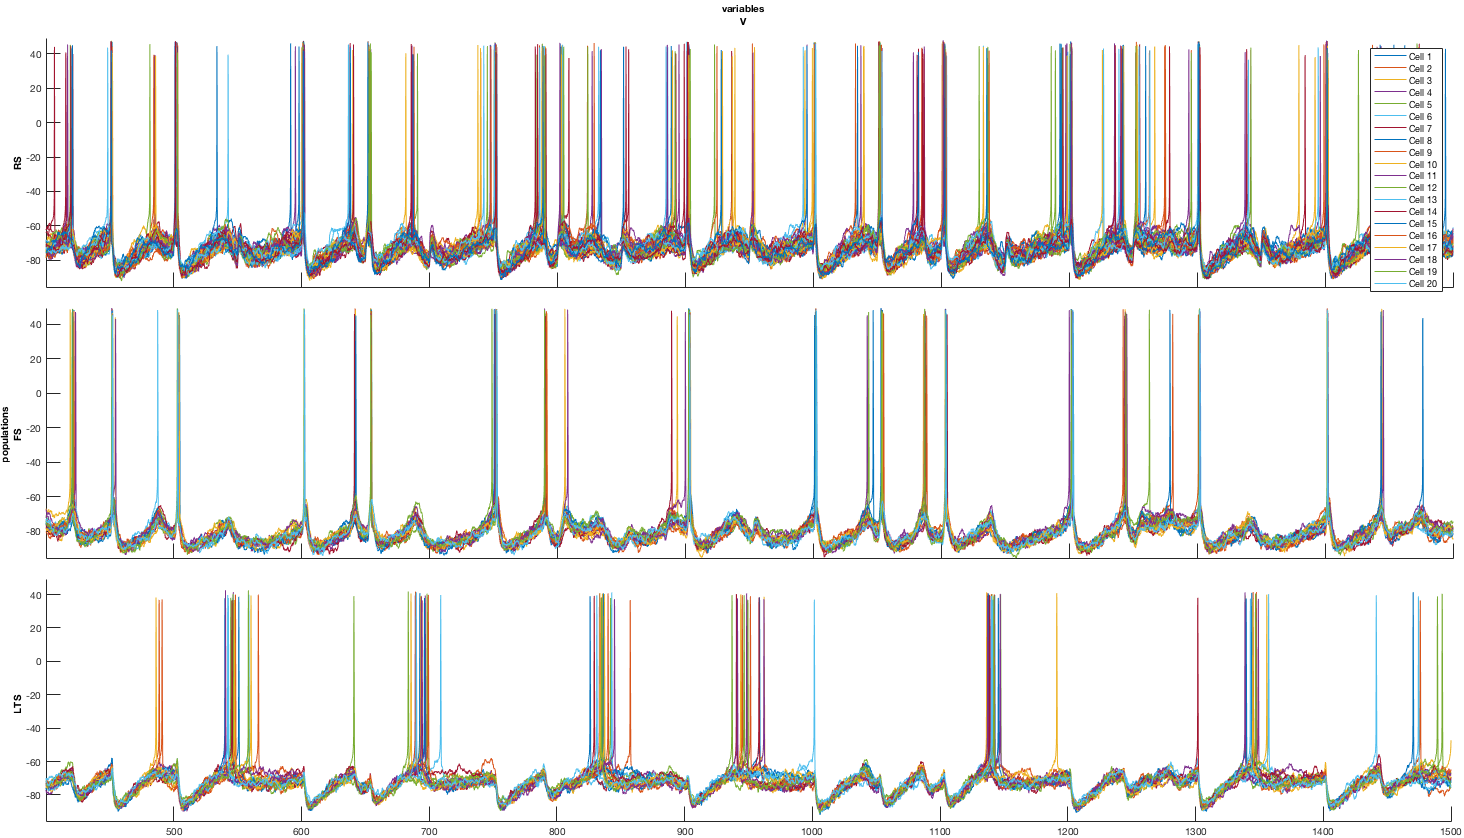 variables
V
40
20
0
-20
-40
-60
-80
RS
Cell 1
Cell 2
Cell 3
Cell 4
Cell 5
Cell 6
Cell 7
Cell 8
Cell 9
Cell 10
Cell 11
Cell 12
Cell 13
Cell 14
Cell 15
Cell 16
Cell 17
Cell 18
Cell 19
Cell 20
40
20
0
-20
-40
-60
-80
populations
FS
40
20
0
-20
-40
-60
-80
LTS
500 600 700 800 900 1000 1100 1200 1300 1400 1500